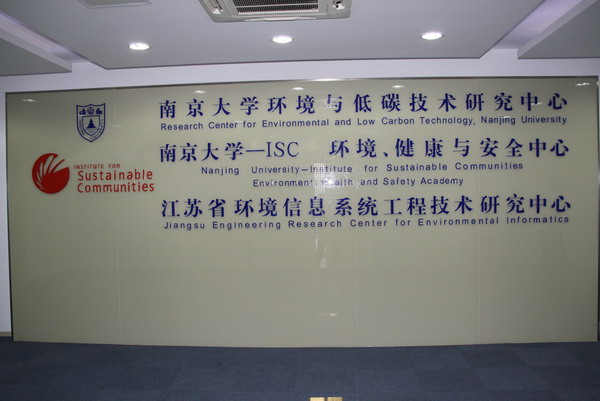 南京大学环境与低碳技术研究中心
Research Center for Environmental and Low Carbon Technology, Nanjing University
南京大学—ISC 环境、健康与安全中心
Nanjing University—Institute for Sustainable Communities
Environment Health and Safety Academy
江苏省环境信息系统工程技术研究中心
Jiangsu Engineering Research Center for Environmental Informatics
INSTITUTE FOR
Sustainable
Communities